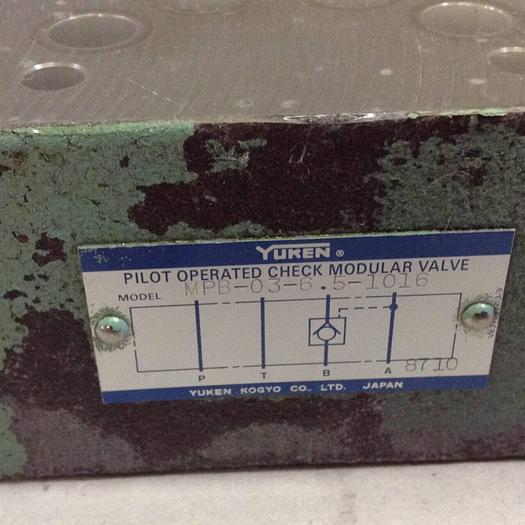 YUKEN ®
PILOT OPERATED CHECK MODULAR VALVE
MODEL MPB-03-6.5-1016
P T B A 8710
YUKEN KOGYO CO., LTD. JAPAN